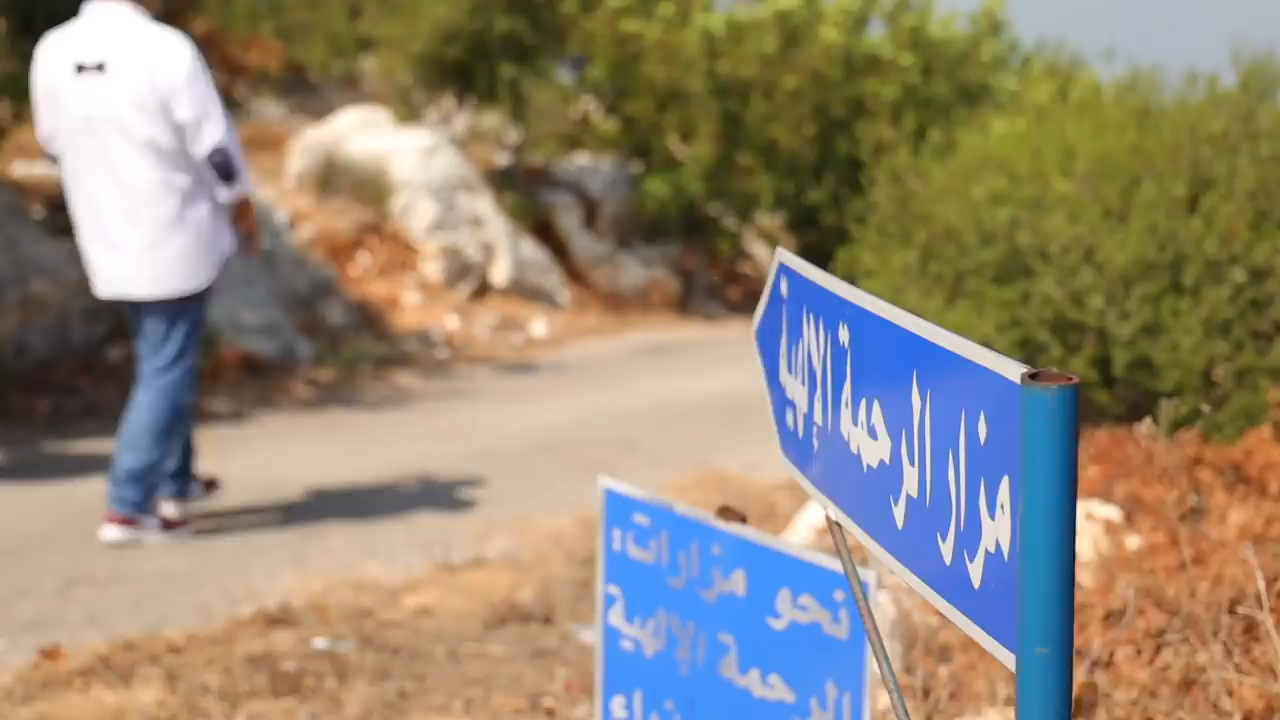 مزار الرحمة الإلهية
نحو مزارات:
الرحمة الإلهية